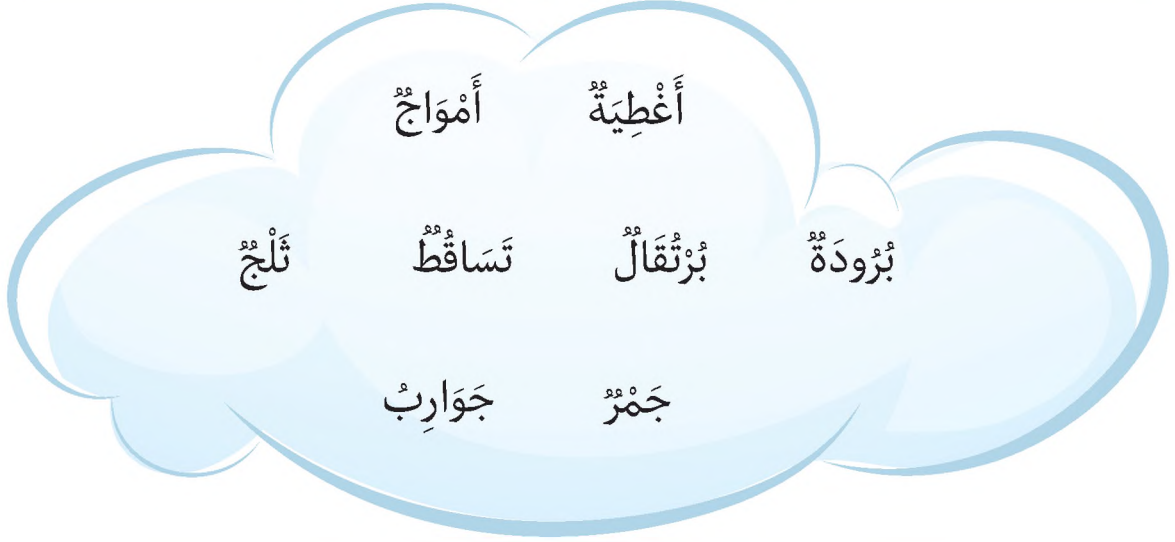 أَغْطِيَةٌ أَمْوَاجٌ
بُرُودَةٌ بُرْتُقَالٌ تَسَاقُطٌ ثَلْجٌ
جَمْرٌ جَوَارِبُ